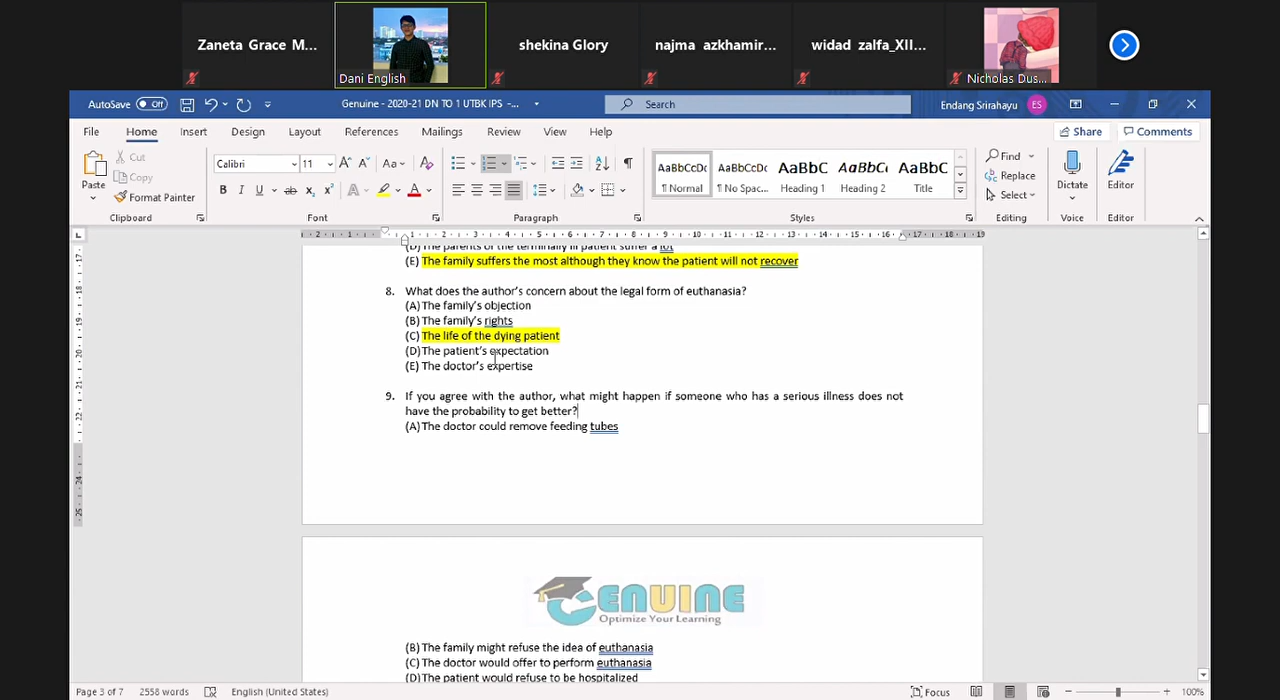 Zaneta Grace M...
Dani English
shekina Glory
najma azkhamir...
widad zalfa_XII...
Nicholas Dus...
AutoSave Off
Genuine - 2020-21 DN TO 1 UTBK IPS -...
Search
Endang Srirahayu ES
File Home Insert Design Layout References Mailings Review View Help
Share Comments
Paste
Cut
Copy
Format Painter
Calibri 11
AaBbCcDc AaBbCcDc AaBbC AaBbCc AaBbC
¶ Normal ¶ No Spac... Heading 1 Heading 2 Title
Find
Replace
Select
Dictate
Editor
Clipboard Font Paragraph Styles Editing Voice Editor
(D) The parents of the terminally ill patient suffer a lot
(E) The family suffers the most although they know the patient will not recover
8. What does the author's concern about the legal form of euthanasia?
(A) The family's objection
(B) The family's rights
(C) The life of the dying patient
(D) The patient's expectation
(E) The doctor's expertise
9. If you agree with the author, what might happen if someone who has a serious illness does not
have the probability to get better?
(A) The doctor could remove feeding tubes
GENUINE
Optimize Your Learning
(B) The family might refuse the idea of euthanasia
(C) The doctor would offer to perform euthanasia
(D) The patient would refuse to be hospitalized
Page 3 of 7 2558 words English (United States) Focus 100%